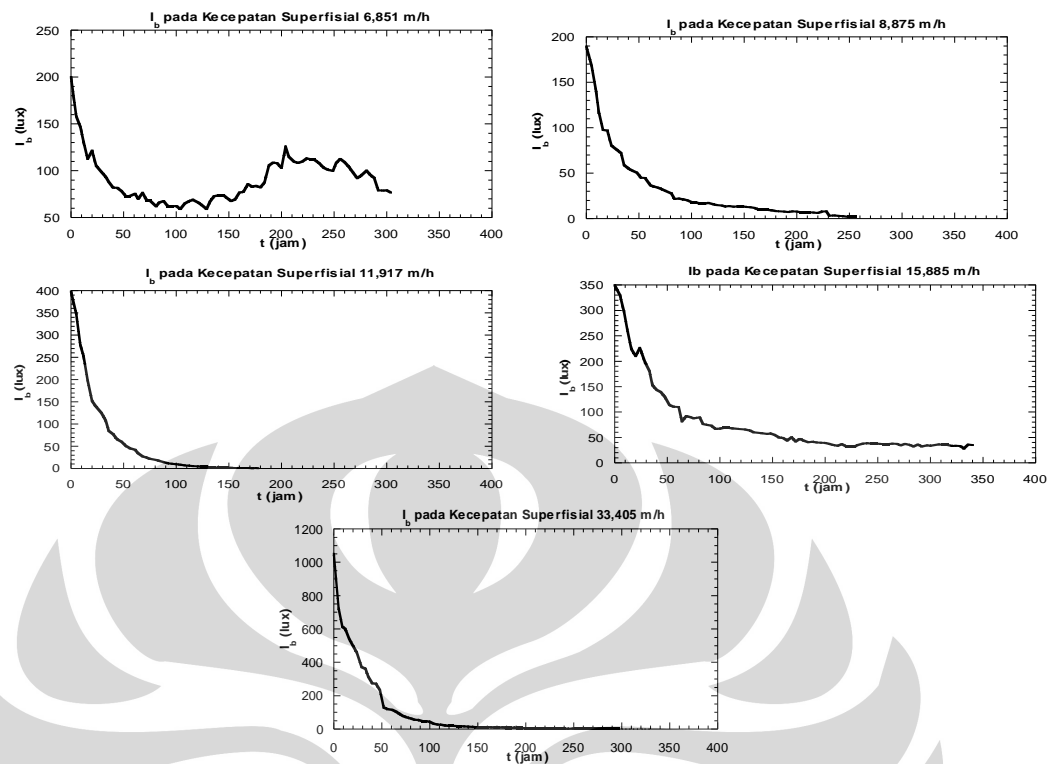 I_b pada Kecepatan Superfisial 6,851 m/h
250
200
150
100
50
I_b (lux)
0 50 100 150 200 250 300 350 400
t (jam)
I_b pada Kecepatan Superfisial 8,875 m/h
200
150
100
50
0
I_b (lux)
0 50 100 150 200 250 300 350 400
t (jam)
I_b pada Kecepatan Superfisial 11,917 m/h
400
350
300
250
200
150
100
50
0
I_b (lux)
0 50 100 150 200 250 300 350 400
t (jam)
Ib pada Kecepatan Superfisial 15,885 m/h
350
300
250
200
150
100
50
0
I_b (lux)
0 50 100 150 200 250 300 350 400
t (jam)
I_b pada Kecepatan Superfisial 33,405 m/h
1200
1000
800
600
400
200
0
I_b (lux)
0 50 100 150 200 250 300 350 400
t (jam)